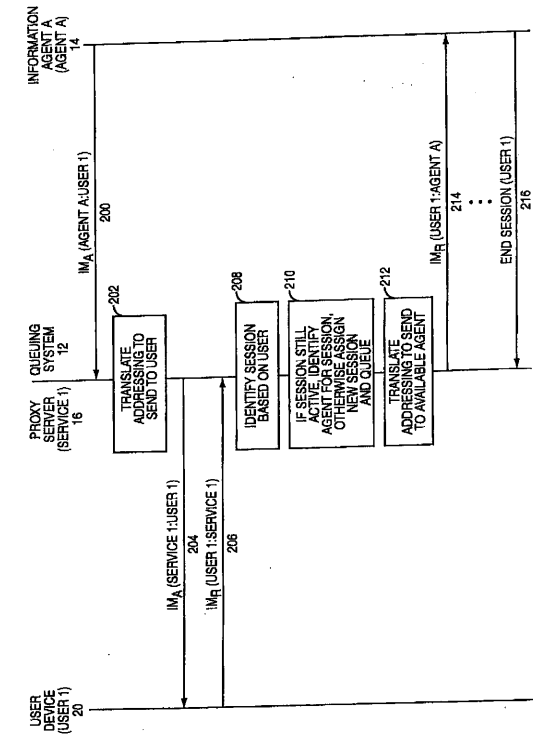 USER
DEVICE
(USER 1)
20
PROXY
SERVER
(SERVICE 1)
16
QUEUING
SYSTEM
12
INFORMATION
AGENT A
(AGENT A)
14
IMA (AGENT A:USER 1)
200
202
TRANSLATE
ADDRESSING TO
SEND TO USER
IMA (SERVICE 1:USER 1)
204
IMR (USER 1:SERVICE 1)
206
208
IDENTIFY SESSION
BASED ON USER
210
IF SESSION STILL
ACTIVE, IDENTIFY
AGENT FOR SESSION,
OTHERWISE ASSIGN
NEW SESSION
AND QUEUE
212
TRANSLATE
ADDRESSING TO SEND
TO AVAILABLE AGENT
IMR (USER 1:AGENT A)
214
END SESSION (USER 1)
216